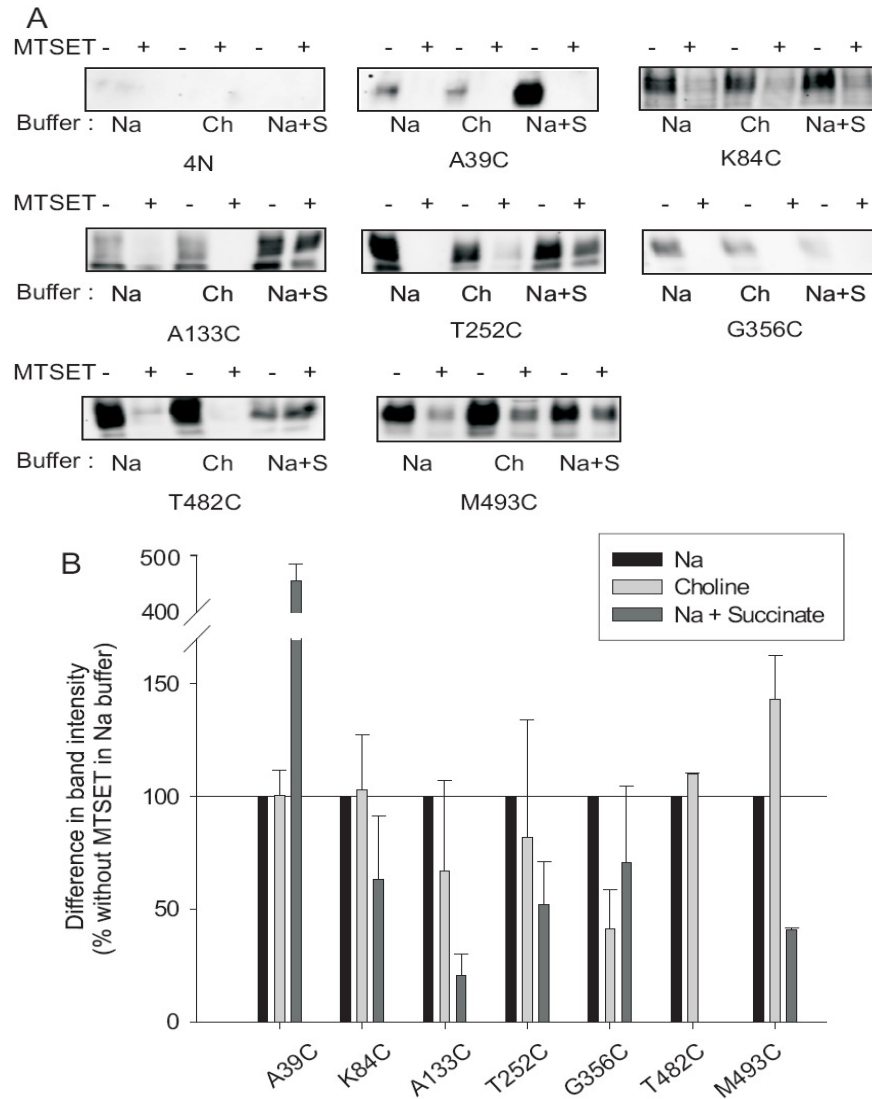 A
MTSET - + - + - + - + - + - + MTSET - + - + - +
Buffer : Na Ch Na+S Na Ch Na+S Na Ch Na+S
4N A39C K84C
MTSET - + - + - + - + - + - + - + - + - +
Buffer : Na Ch Na+S Na Ch Na+S Na Ch Na+S
A133C T252C G356C
MTSET - + - + - + - + - + - +
Buffer : Na Ch Na+S Na Ch Na+S
T482C M493C
B
Difference in band intensity
(% without MTSET in Na buffer)
500
400
150
100
50
0
Na
Choline
Na + Succinate
A39C K84C A133C T252C G356C T482C M493C